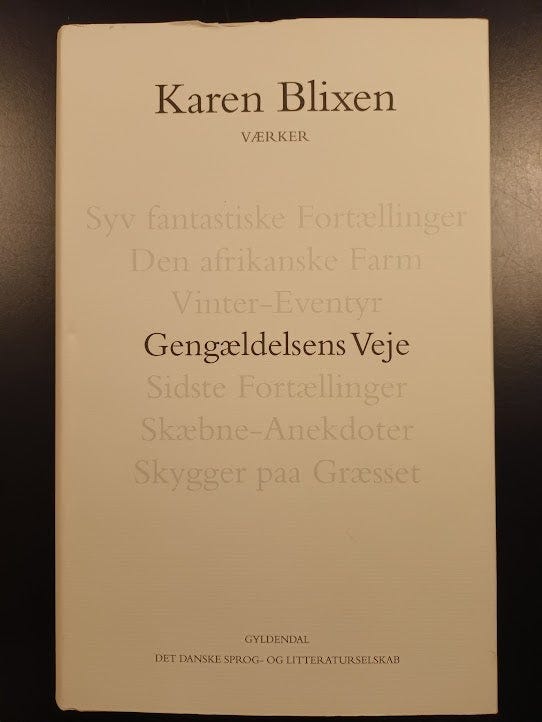 Karen Blixen
VÆRKER
Syv fantastiske Fortællinger
Den afrikanske Farm
Vinter-Eventyr
Gengældelsens Veje
Sidste Fortællinger
Skæbne-Anekdoter
Skygger paa Græsset
GYLDENDAL
DET DANSKE SPROG- OG LITTERATURSELSKAB